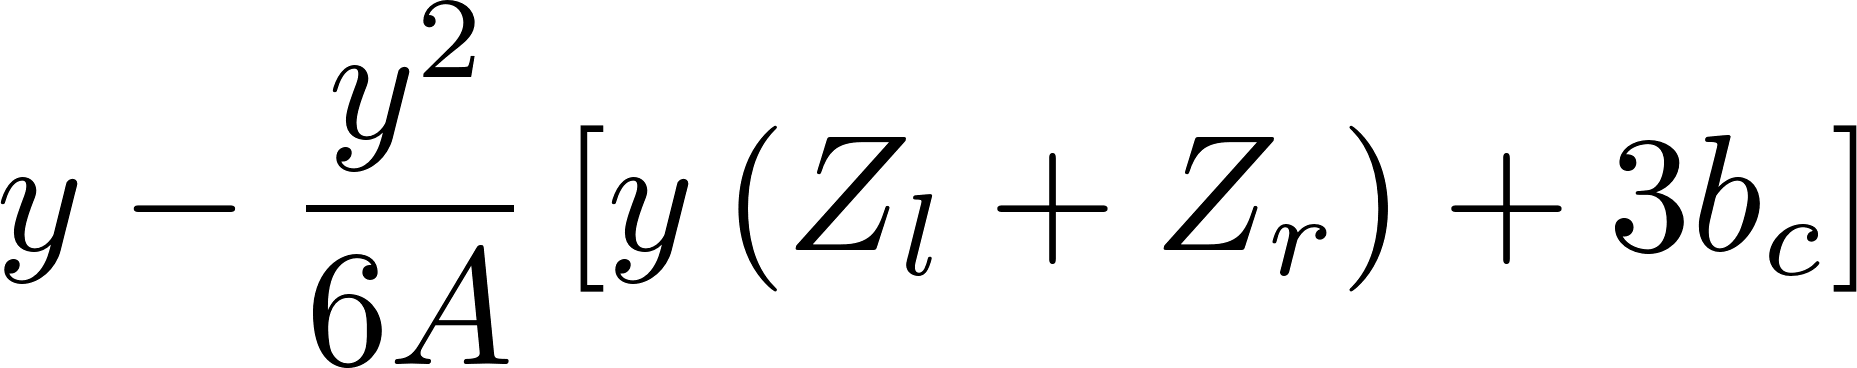 y - \frac{y^2}{6A} [y (Z_l + Z_r) + 3b_c]